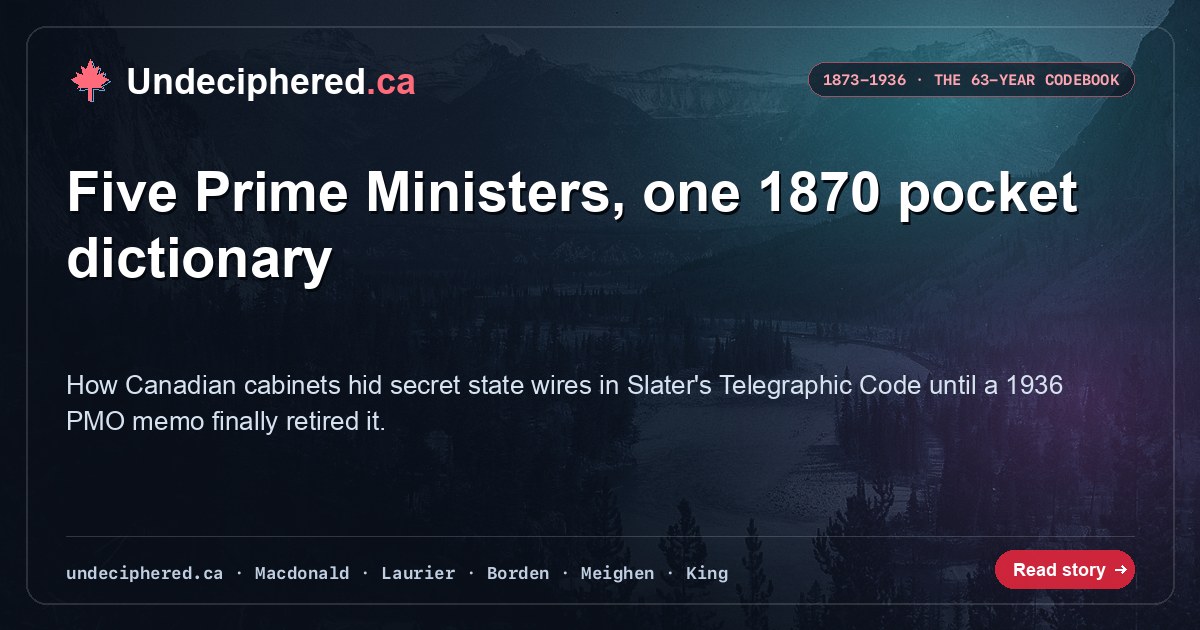 Undeciphered.ca
1873–1936 · THE 63–YEAR CODEBOOK
Five Prime Ministers, one 1870 pocket
dictionary
How Canadian cabinets hid secret state wires in Slater's Telegraphic Code until a 1936
PMO memo finally retired it.
undeciphered.ca · Macdonald · Laurier · Borden · Meighen · King
Read story →